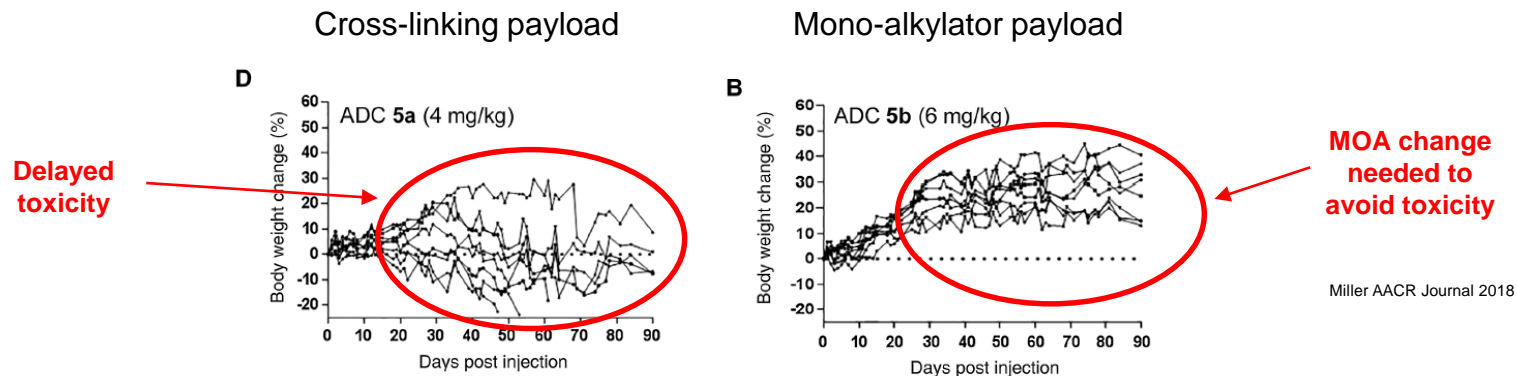 Cross-linking payload
Mono-alkylator payload
D
ADC 5a (4 mg/kg)
Body weight change (%)
60
50
40
30
20
10
0
-10
-20
0 10 20 30 40 50 60 70 80 90
Days post injection
Delayed
toxicity
B
ADC 5b (6 mg/kg)
Body weight change (%)
60
50
40
30
20
10
0
-10
-20
0 10 20 30 40 50 60 70 80 90
Days post injection
MOA change
needed to
avoid toxicity
Miller AACR Journal 2018